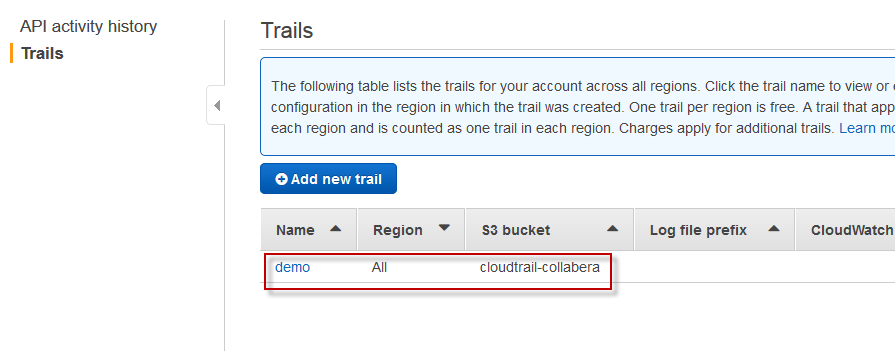 API activity history
Trails
Trails
The following table lists the trails for your account across all regions. Click the trail name to view or
configuration in the region in which the trail was created. One trail per region is free. A trail that app
each region and is counted as one trail in each region. Charges apply for additional trails. Learn mo
Add new trail
Name Region S3 bucket Log file prefix CloudWatch
demo All cloudtrail-collabera